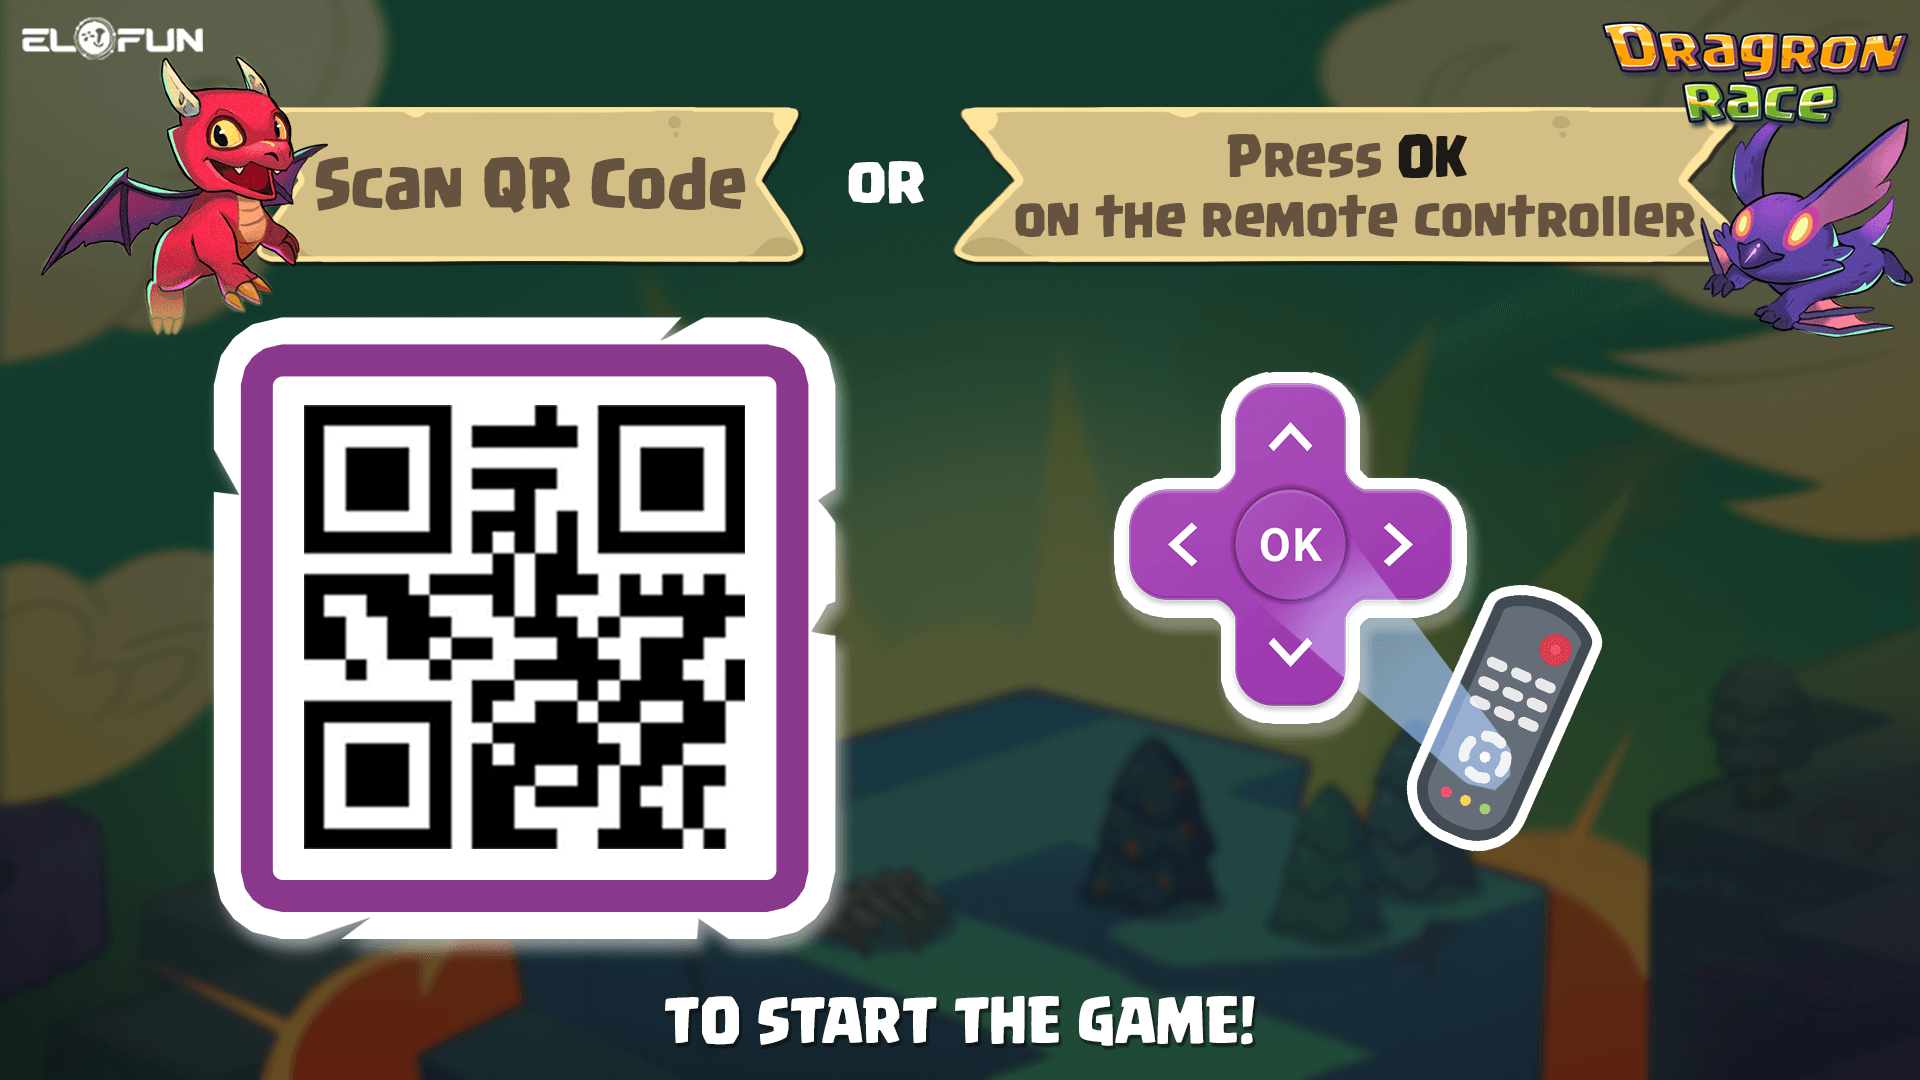 ELOFUN
DRAGRON
RACE
Scan QR Code
OR
Press OK
on the remote controller
OK
TO START THE GAME!